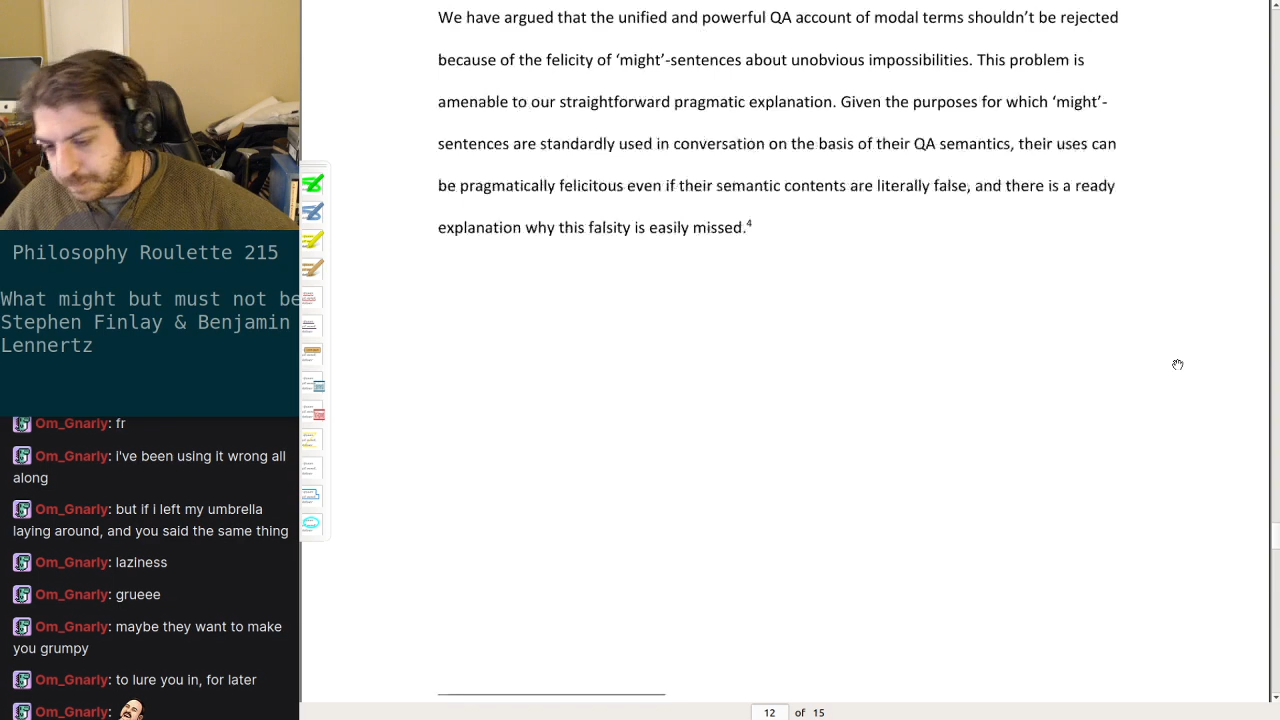 We have argued that the unified and powerful QA account of modal terms shouldn't be rejected
because of the felicity of 'might'-sentences about unobvious impossibilities. This problem is
amenable to our straightforward pragmatic explanation. Given the purposes for which 'might'-
sentences are standardly used in conversation on the basis of their QA semantics, their uses can
be pragmatically felicitous even if their semantic contents are literally false, and there is a ready
explanation why this falsity is easily missed.⁴
Philosophy Roulette 215
What might but must not be
Stephen Finlay & Benjamin
Lennertz
Om_Gnarly: fr
Om_Gnarly: i've been using it wrong all
along
Om_Gnarly: but if i left my umbrella
laying around, and you said the same thing
Om_Gnarly: laziness
Om_Gnarly: grueee
Om_Gnarly: maybe they want to make
you grumpy
Om_Gnarly: to lure you in, for later
Om_Gnarly:
12 of 15